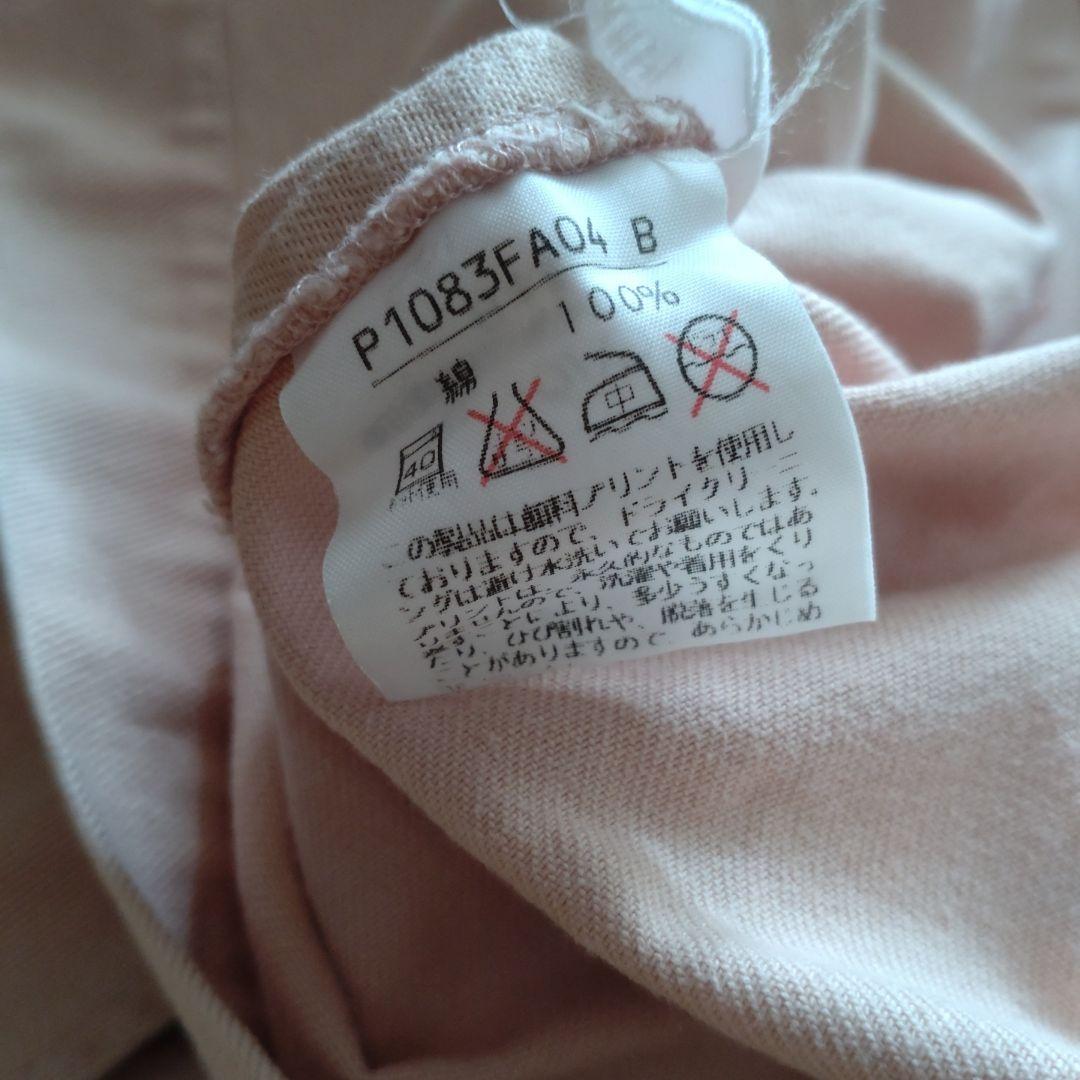 P1083FA04 B
綿 100%
40 中
ネット使用
この製品は顔料プリントを使用し
ておりますので、ドライクリーニ
ングは避け水洗いでお願いします。
プリントは、永久的なものではあ
りませんので、洗濯や着用をくり
ことにより、多少うすくなっ
たり、ひび割れや、脱落を生じる
ことがありますので、あらかじめ